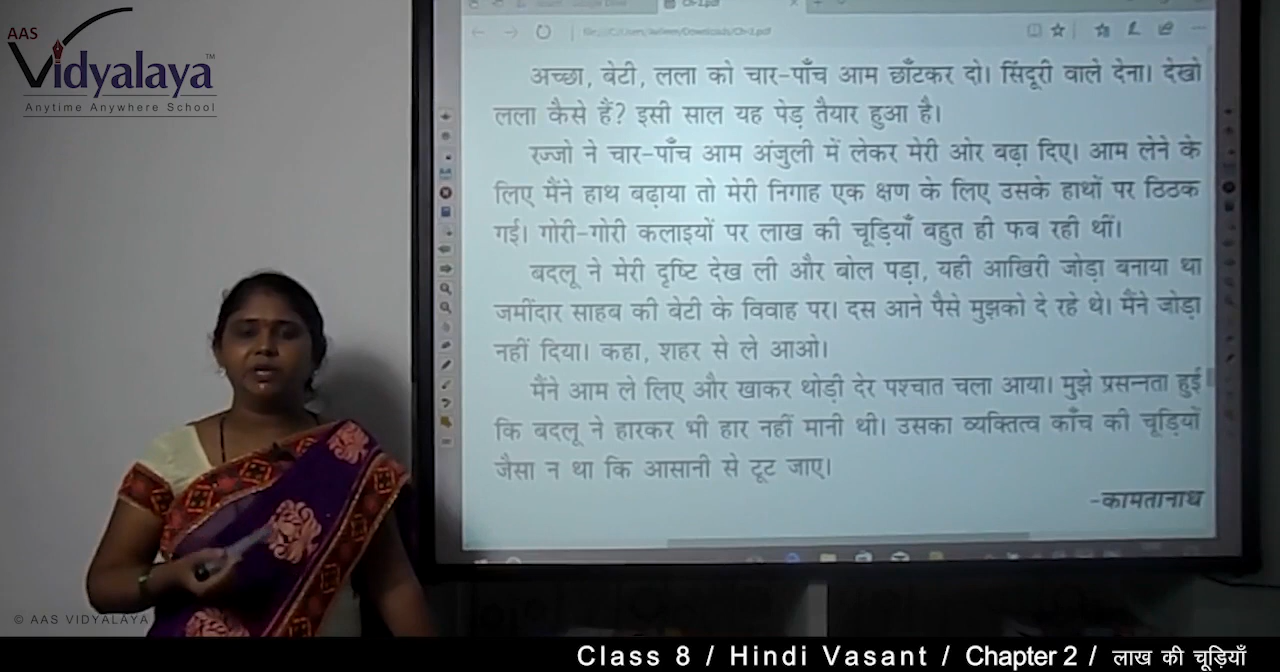 AAS
Vidyalaya™
Anytime Anywhere School
अच्छा, बेटी, लला को चार-पाँच आम छाँटकर दो। सिंदूरी वाले देना। देखो
लला कैसे हैं? इसी साल यह पेड़ तैयार हुआ है।
रज्जो ने चार-पाँच आम अंजुली में लेकर मेरी ओर बढ़ा दिए। आम लेने के
लिए मैंने हाथ बढ़ाया तो मेरी निगाह एक क्षण के लिए उसके हाथों पर ठिठक
गई। गोरी-गोरी कलाइयों पर लाख की चूड़ियाँ बहुत ही फब रही थीं।
बदलू ने मेरी दृष्टि देख ली और बोल पड़ा, यही आखिरी जोड़ा बनाया था
जमींदार साहब की बेटी के विवाह पर। दस आने पैसे मुझको दे रहे थे। मैंने जोड़ा
नहीं दिया। कहा, शहर से ले आओ।
मैंने आम ले लिए और खाकर थोड़ी देर पश्चात चला आया। मुझे प्रसन्नता हुई
कि बदलू ने हारकर भी हार नहीं मानी थी। उसका व्यक्तित्व काँच की चूड़ियों
जैसा न था कि आसानी से टूट जाए।
-कामतानाथ
© AAS VIDYALAYA
Class 8 / Hindi Vasant / Chapter 2 / लाख की चूड़ियाँ